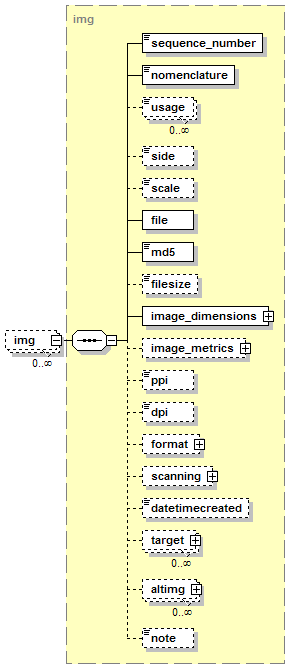 img
sequence_number
nomenclature
usage
0..∞
side
scale
file
md5
filesize
image_dimensions
img
0..∞
image_metrics
ppi
dpi
format
scanning
datetimecreated
target
0..∞
altimg
0..∞
note